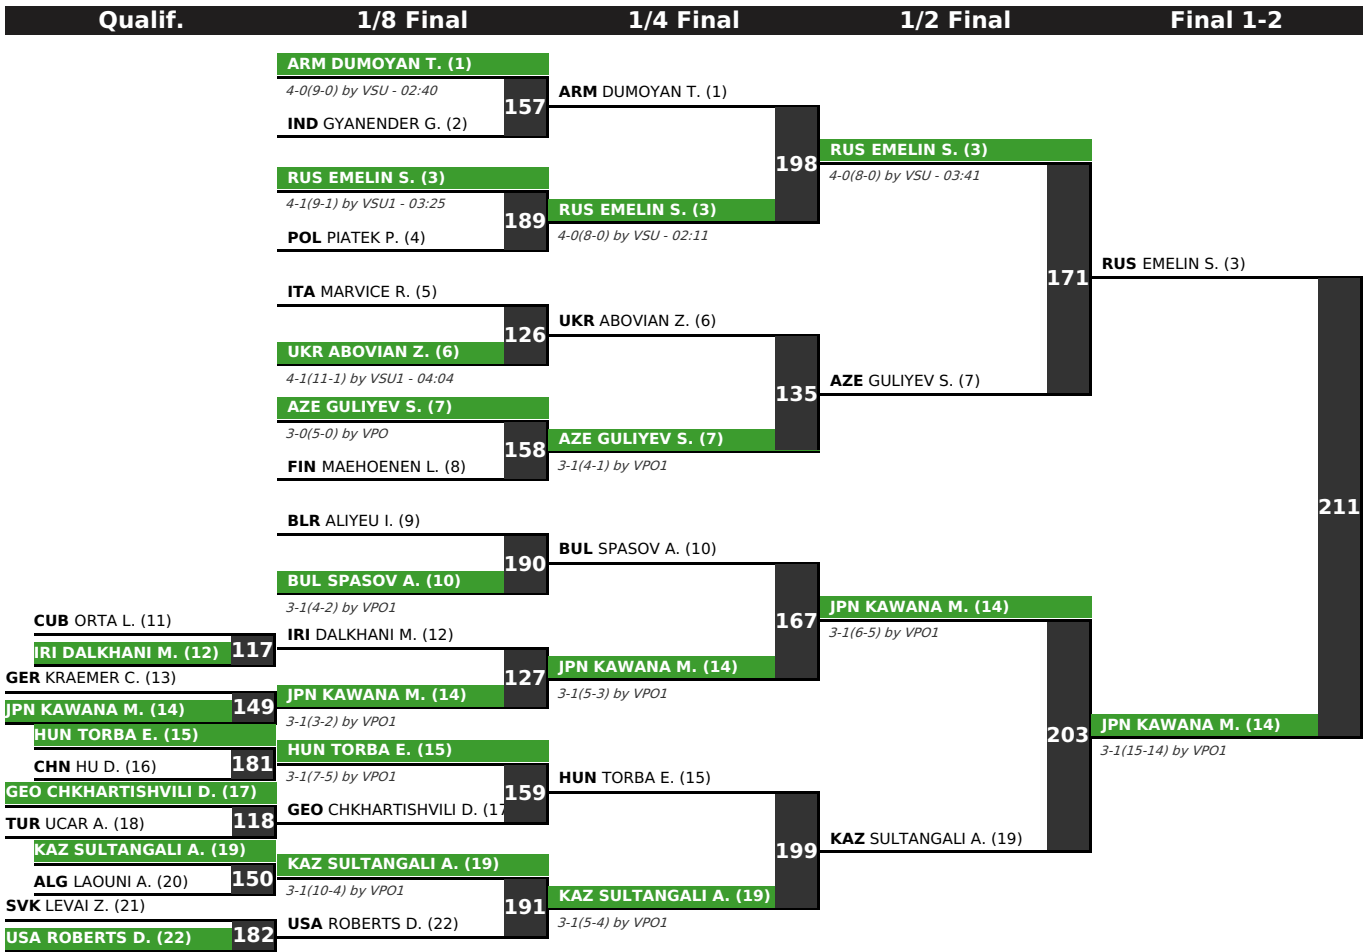 Qualif.
1/8 Final
1/4 Final
1/2 Final
Final 1-2
CUB ORTA L. (11)
117
IRI DALKHANI M. (12)
GER KRAEMER C. (13)
149
JPN KAWANA M. (14)
HUN TORBA E. (15)
181
CHN HU D. (16)
GEO CHKHARTISHVILI D. (17)
118
TUR UCAR A. (18)
KAZ SULTANGALI A. (19)
150
ALG LAOUNI A. (20)
SVK LEVAI Z. (21)
182
USA ROBERTS D. (22)
ARM DUMOYAN T. (1)
4-0(9-0) by VSU - 02:40
157
IND GYANENDER G. (2)
RUS EMELIN S. (3)
4-1(9-1) by VSU1 - 03:25
189
POL PIATEK P. (4)
ITA MARVICE R. (5)
126
UKR ABOVIAN Z. (6)
4-1(11-1) by VSU1 - 04:04
AZE GULIYEV S. (7)
3-0(5-0) by VPO
158
FIN MAEHOENEN L. (8)
BLR ALIYEU I. (9)
190
BUL SPASOV A. (10)
3-1(4-2) by VPO1
IRI DALKHANI M. (12)
127
JPN KAWANA M. (14)
3-1(3-2) by VPO1
HUN TORBA E. (15)
3-1(7-5) by VPO1
159
GEO CHKHARTISHVILI D. (17
KAZ SULTANGALI A. (19)
3-1(10-4) by VPO1
191
USA ROBERTS D. (22)
ARM DUMOYAN T. (1)
198
RUS EMELIN S. (3)
4-0(8-0) by VSU - 02:11
UKR ABOVIAN Z. (6)
135
AZE GULIYEV S. (7)
3-1(4-1) by VPO1
BUL SPASOV A. (10)
167
JPN KAWANA M. (14)
3-1(5-3) by VPO1
HUN TORBA E. (15)
199
KAZ SULTANGALI A. (19)
3-1(5-4) by VPO1
RUS EMELIN S. (3)
4-0(8-0) by VSU - 03:41
171
AZE GULIYEV S. (7)
JPN KAWANA M. (14)
3-1(6-5) by VPO1
203
KAZ SULTANGALI A. (19)
RUS EMELIN S. (3)
211
JPN KAWANA M. (14)
3-1(15-14) by VPO1